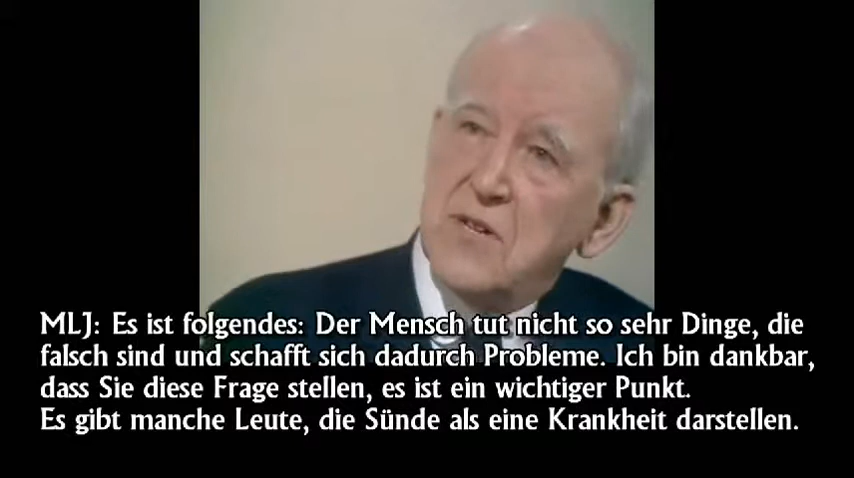 MLJ: Es ist folgendes: Der Mensch tut nicht so sehr Dinge, die
falsch sind und schafft sich dadurch Probleme. Ich bin dankbar,
dass Sie diese Frage stellen, es ist ein wichtiger Punkt.
Es gibt manche Leute, die Sünde als eine Krankheit darstellen.